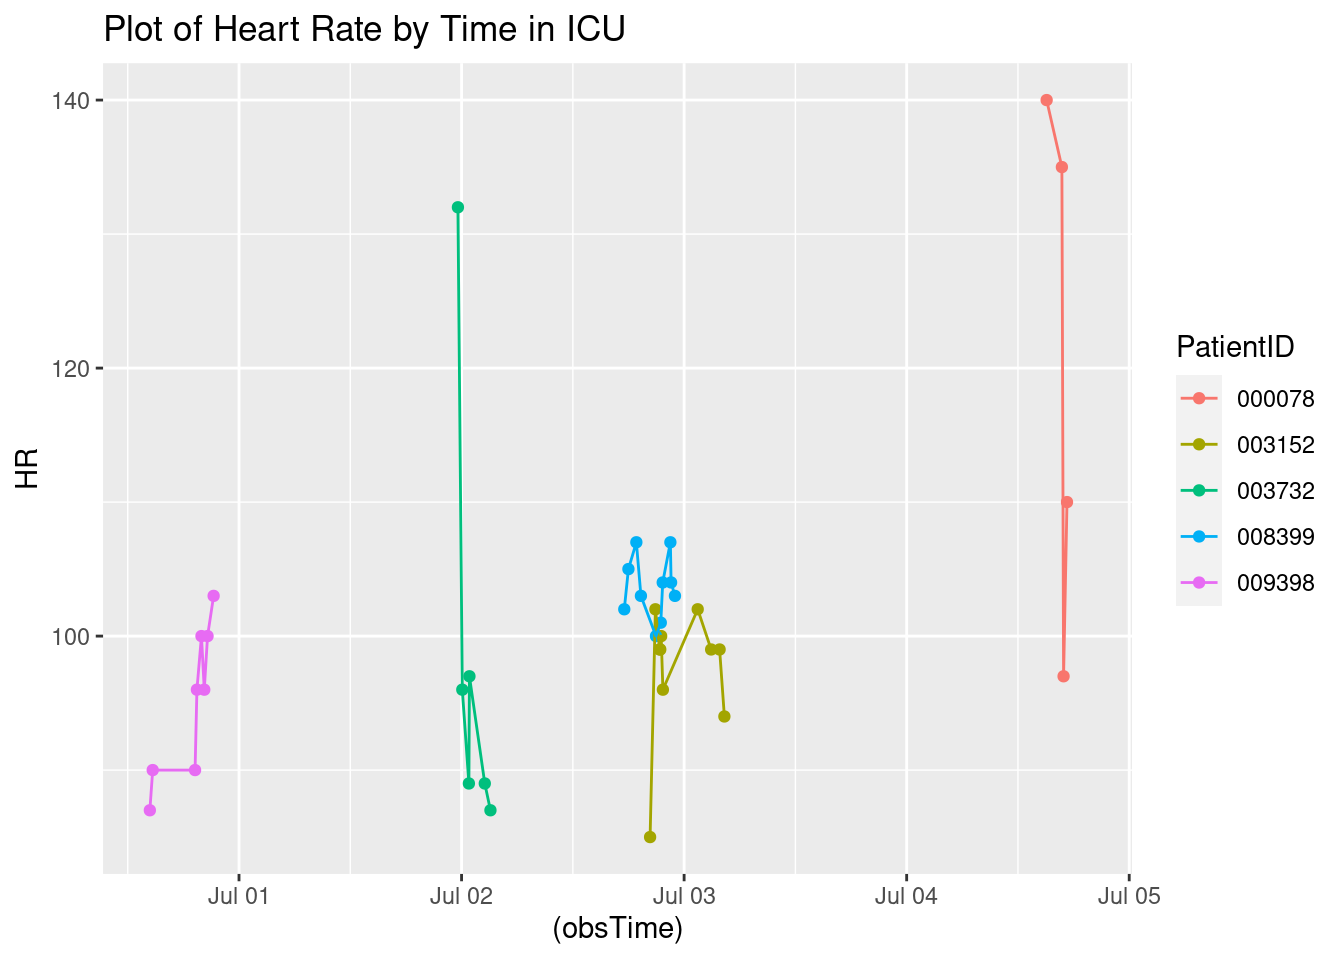 Plot of Heart Rate by Time in ICU
140
120
100
HR
Jul 01
Jul 02
Jul 03
Jul 04
Jul 05
(obsTime)
PatientID
000078
003152
003732
008399
009398